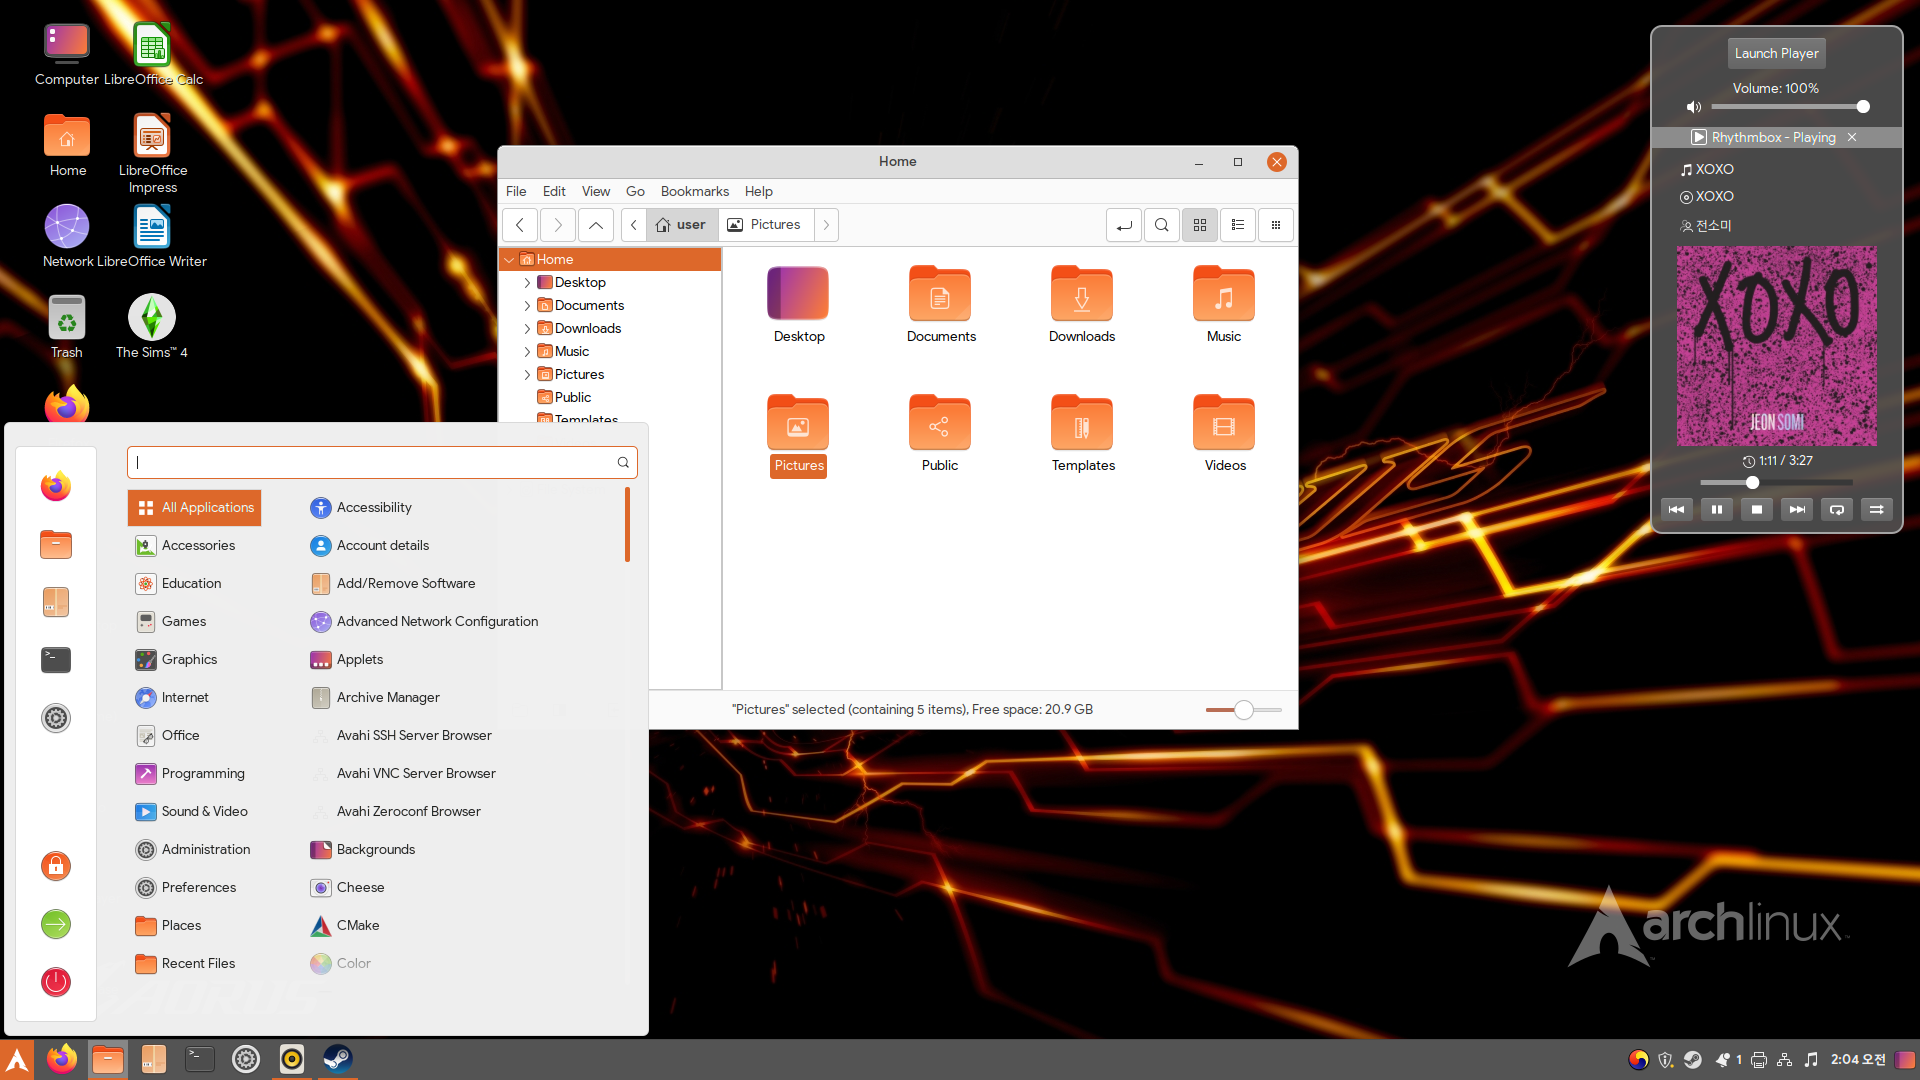 Computer
LibreOffice Calc
Home
LibreOffice
Impress
Network
LibreOffice Writer
Trash
The Sims™ 4
Home
File Edit View Go Bookmarks Help
user
Pictures
Home
Desktop
Documents
Downloads
Music
Pictures
Public
Templates
Desktop
Documents
Downloads
Music
Pictures
Public
Templates
Videos
"Pictures" selected (containing 5 items), Free space: 20.9 GB
All Applications
Accessories
Education
Games
Graphics
Internet
Office
Programming
Sound & Video
Administration
Preferences
Places
Recent Files
Accessibility
Account details
Add/Remove Software
Advanced Network Configuration
Applets
Archive Manager
Avahi SSH Server Browser
Avahi VNC Server Browser
Avahi Zeroconf Browser
Backgrounds
Cheese
CMake
Color
AORUS
Launch Player
Volume: 100%
Rhythmbox - Playing
XOXO
XOXO
전소미
XOXO
JEON SOMI
1:11 / 3:27
archlinux™
1
2:04 오전